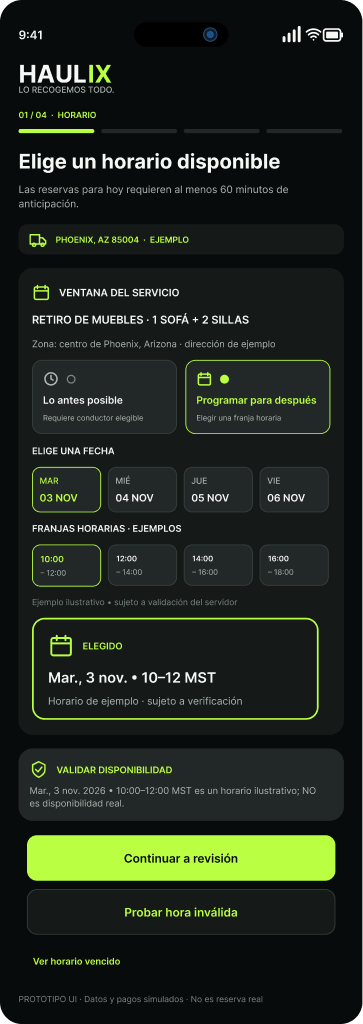 9:41
HAULIX
LO RECOGEMOS TODO.
01 / 04 · HORARIO
Elige un horario disponible
Las reservas para hoy requieren al menos 60 minutos de
anticipación.
PHOENIX, AZ 85004 · EJEMPLO
VENTANA DEL SERVICIO
RETIRO DE MUEBLES · 1 SOFÁ + 2 SILLAS
Zona: centro de Phoenix, Arizona · dirección de ejemplo
Lo antes posible
Requiere conductor elegible
Programar para después
Elegir una franja horaria
ELIGE UNA FECHA
MAR
03 NOV
MIÉ
04 NOV
JUE
05 NOV
VIE
06 NOV
FRANJAS HORARIAS · EJEMPLOS
10:00
– 12:00
12:00
– 14:00
14:00
– 16:00
16:00
– 18:00
Ejemplo ilustrativo • sujeto a validación del servidor
ELEGIDO
Mar., 3 nov. • 10–12 MST
Horario de ejemplo · sujeto a verificación
VALIDAR DISPONIBILIDAD
Mar., 3 nov. 2026 • 10:00–12:00 MST es un horario ilustrativo; NO
es disponibilidad real.
Continuar a revisión
Probar hora inválida
Ver horario vencido
PROTOTIPO UI · Datos y pagos simulados · No es reserva real